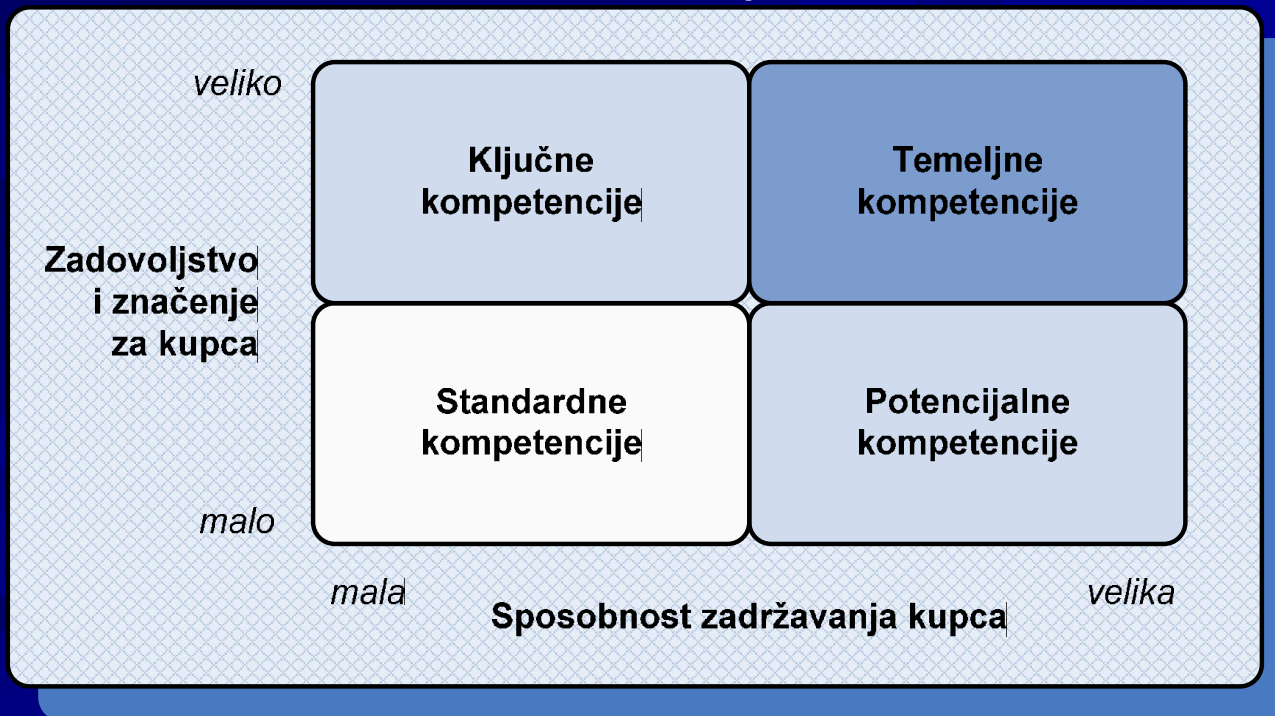 veliko
Ključne
kompetencije
Temeljne
kompetencije
Zadovoljstvo
i značenje
za kupca
Standardne
kompetencije
Potencijalne
kompetencije
malo
mala
velika
Sposobnost zadržavanja kupca